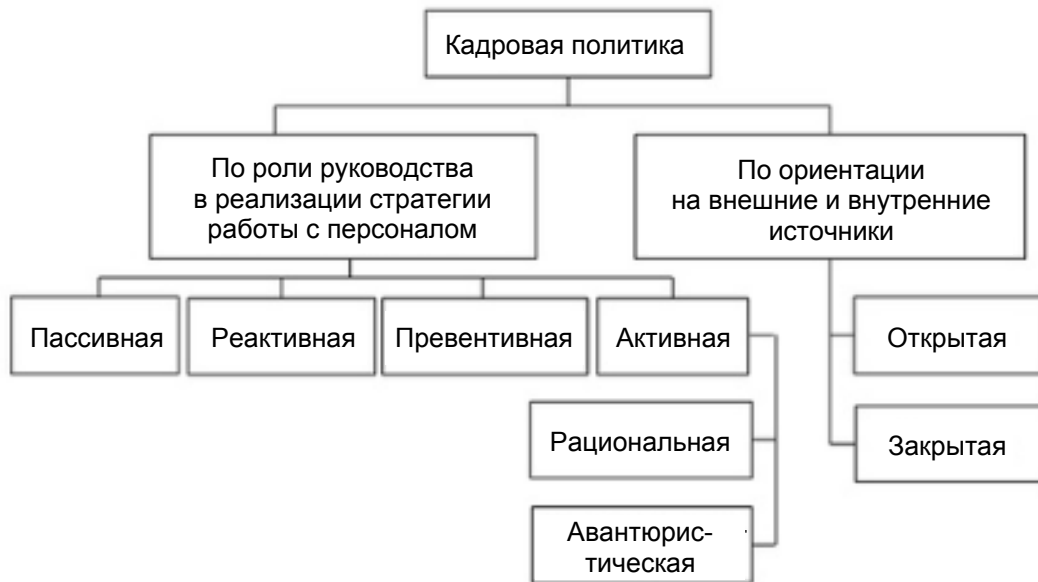 Кадровая политика
По роли руководства
в реализации стратегии
работы с персоналом
По ориентации
на внешние и внутренние
источники
Пассивная
Реактивная
Превентивная
Активная
Открытая
Рациональная
Закрытая
Авантюрис-
тическая